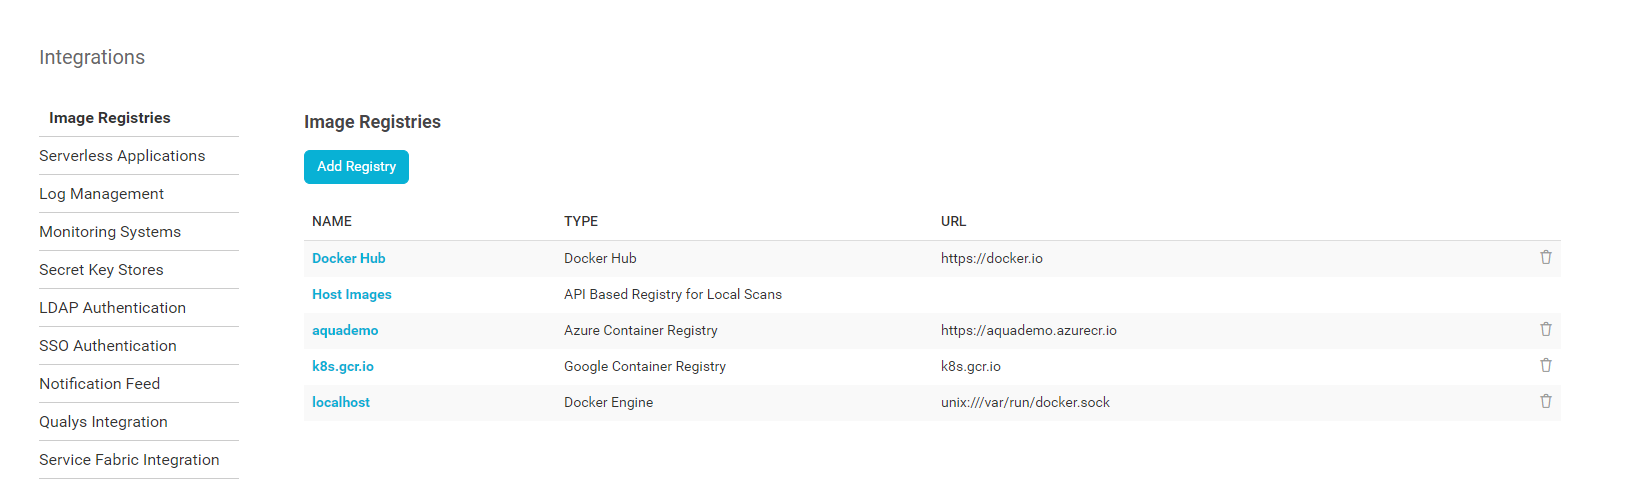 Integrations
Image Registries
Serverless Applications
Log Management
Monitoring Systems
Secret Key Stores
LDAP Authentication
SSO Authentication
Notification Feed
Qualys Integration
Service Fabric Integration
Image Registries
Add Registry
NAME TYPE URL
Docker Hub Docker Hub https://docker.io
Host Images API Based Registry for Local Scans
aquademo Azure Container Registry https://aquademo.azurecr.io
k8s.gcr.io Google Container Registry k8s.gcr.io
localhost Docker Engine unix:///var/run/docker.sock